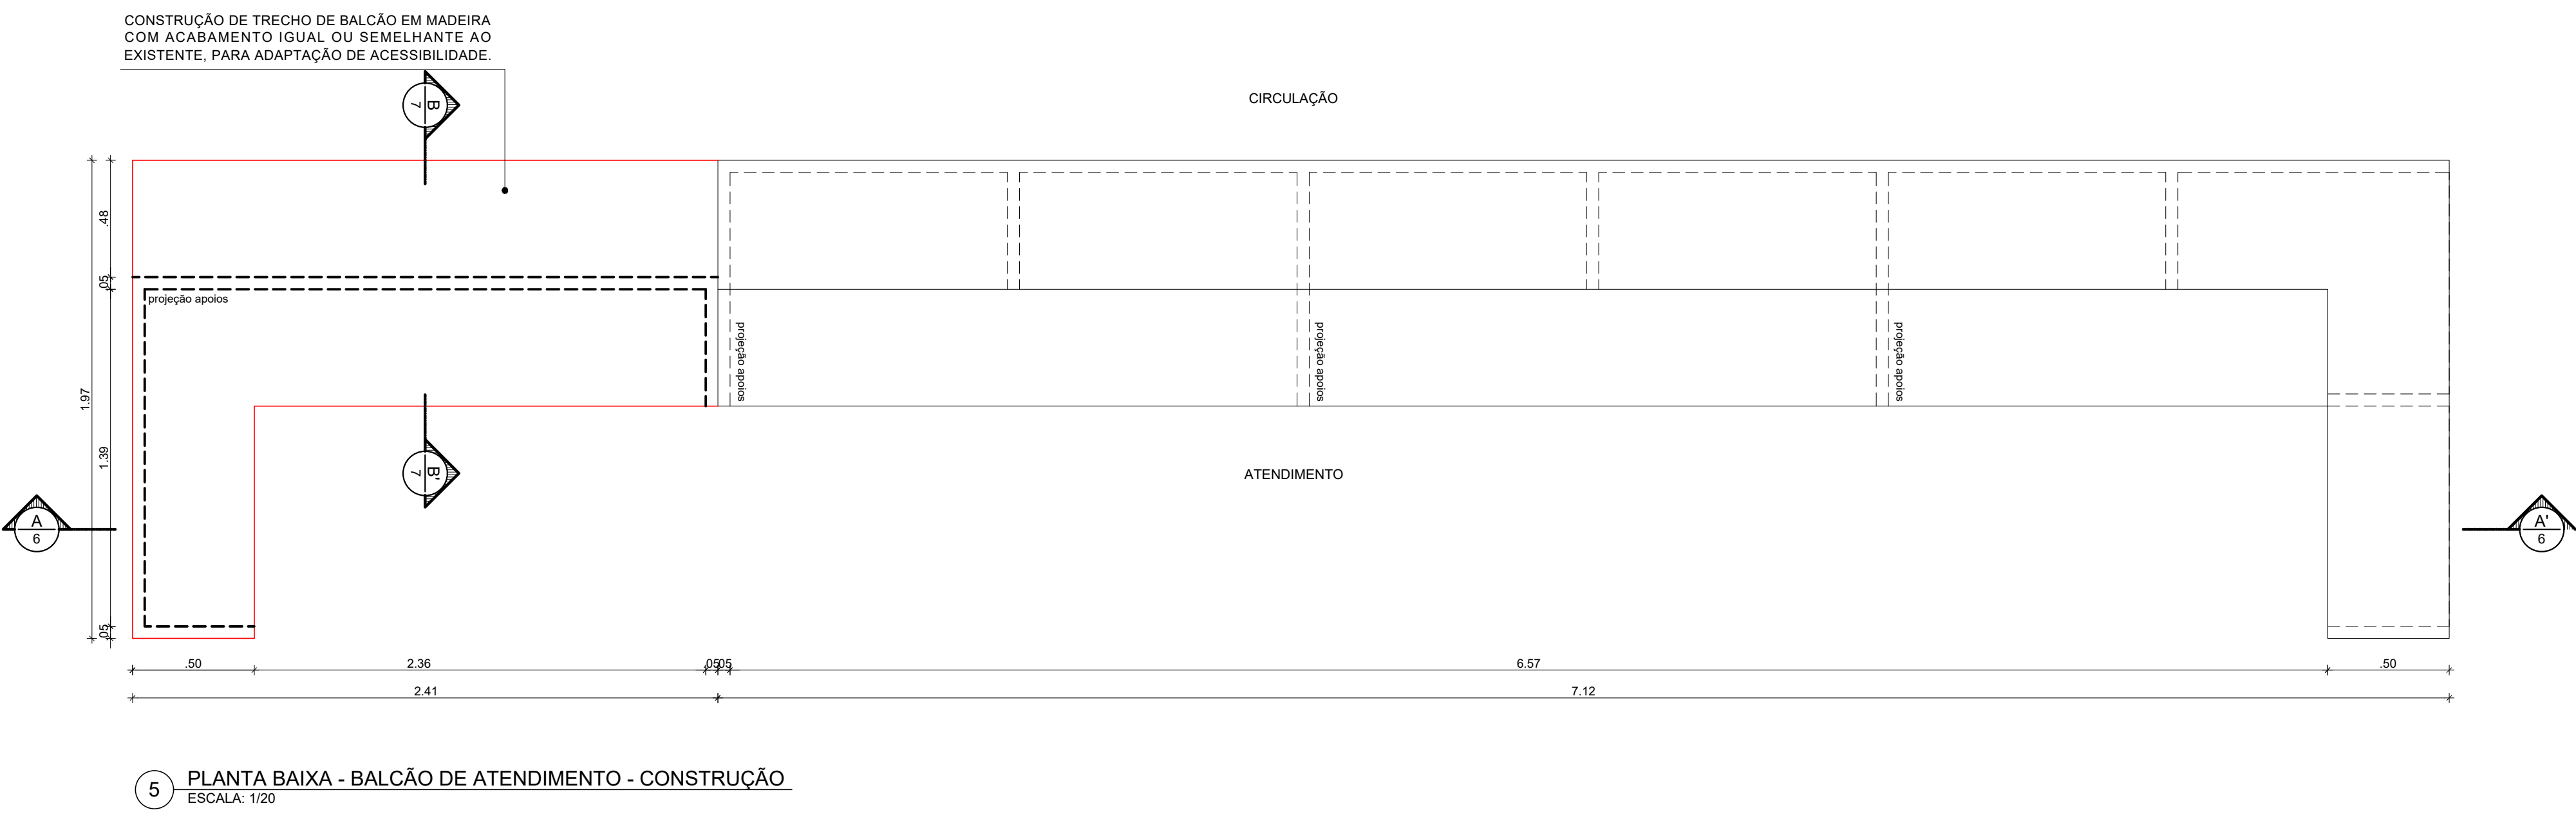 CONSTRUÇÃO DE TRECHO DE BALCÃO EM MADEIRA
COM ACABAMENTO IGUAL OU SEMELHANTE AO
EXISTENTE, PARA ADAPTAÇÃO DE ACESSIBILIDADE.
B
7
CIRCULAÇÃO
.48
.05
1.97
1.39
.05
projeção apoios
projeção apoios
projeção apoios
projeção apoios
B'
7
ATENDIMENTO
A
6
A'
6
.50
2.36
.05
.05
6.57
.50
2.41
7.12
5
PLANTA BAIXA - BALCÃO DE ATENDIMENTO - CONSTRUÇÃO
ESCALA: 1/20